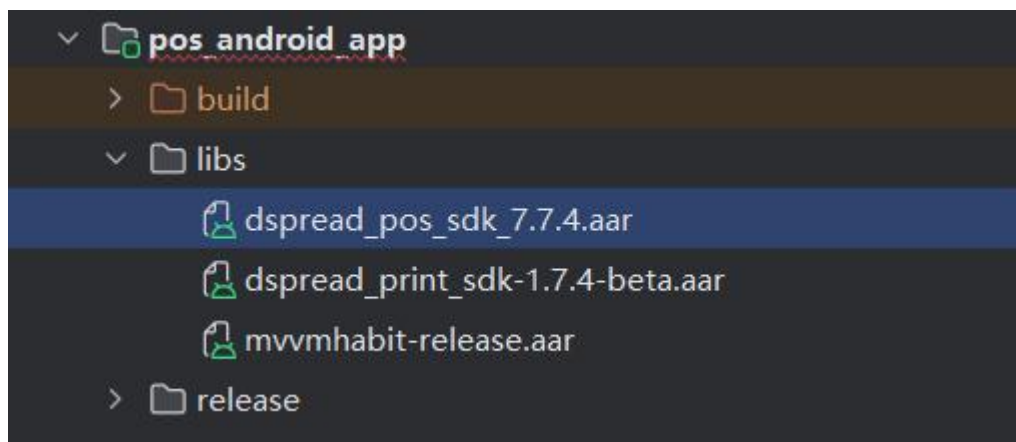 pos_android_app
build
libs
dspread_pos_sdk_7.7.4.aar
dspread_print_sdk-1.7.4-beta.aar
mvvmhabit-release.aar
release